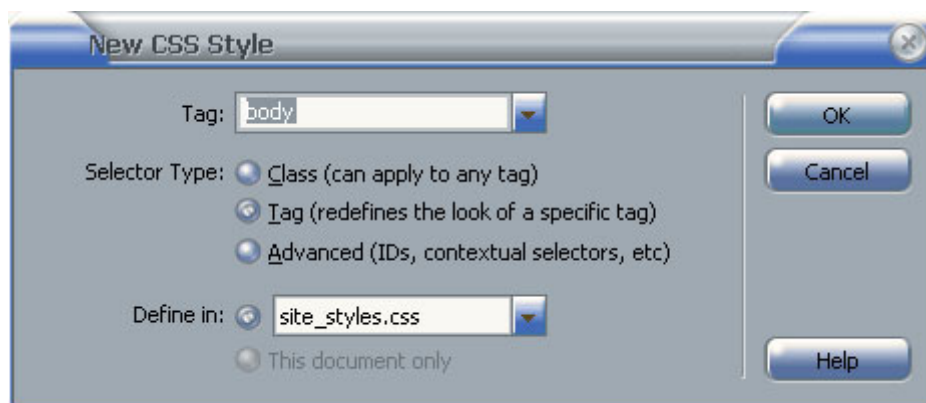 New CSS Style
Tag: body
OK
Selector Type: Class (can apply to any tag)
Cancel
Tag (redefines the look of a specific tag)
Advanced (IDs, contextual selectors, etc)
Define in: site_styles.css
This document only
Help